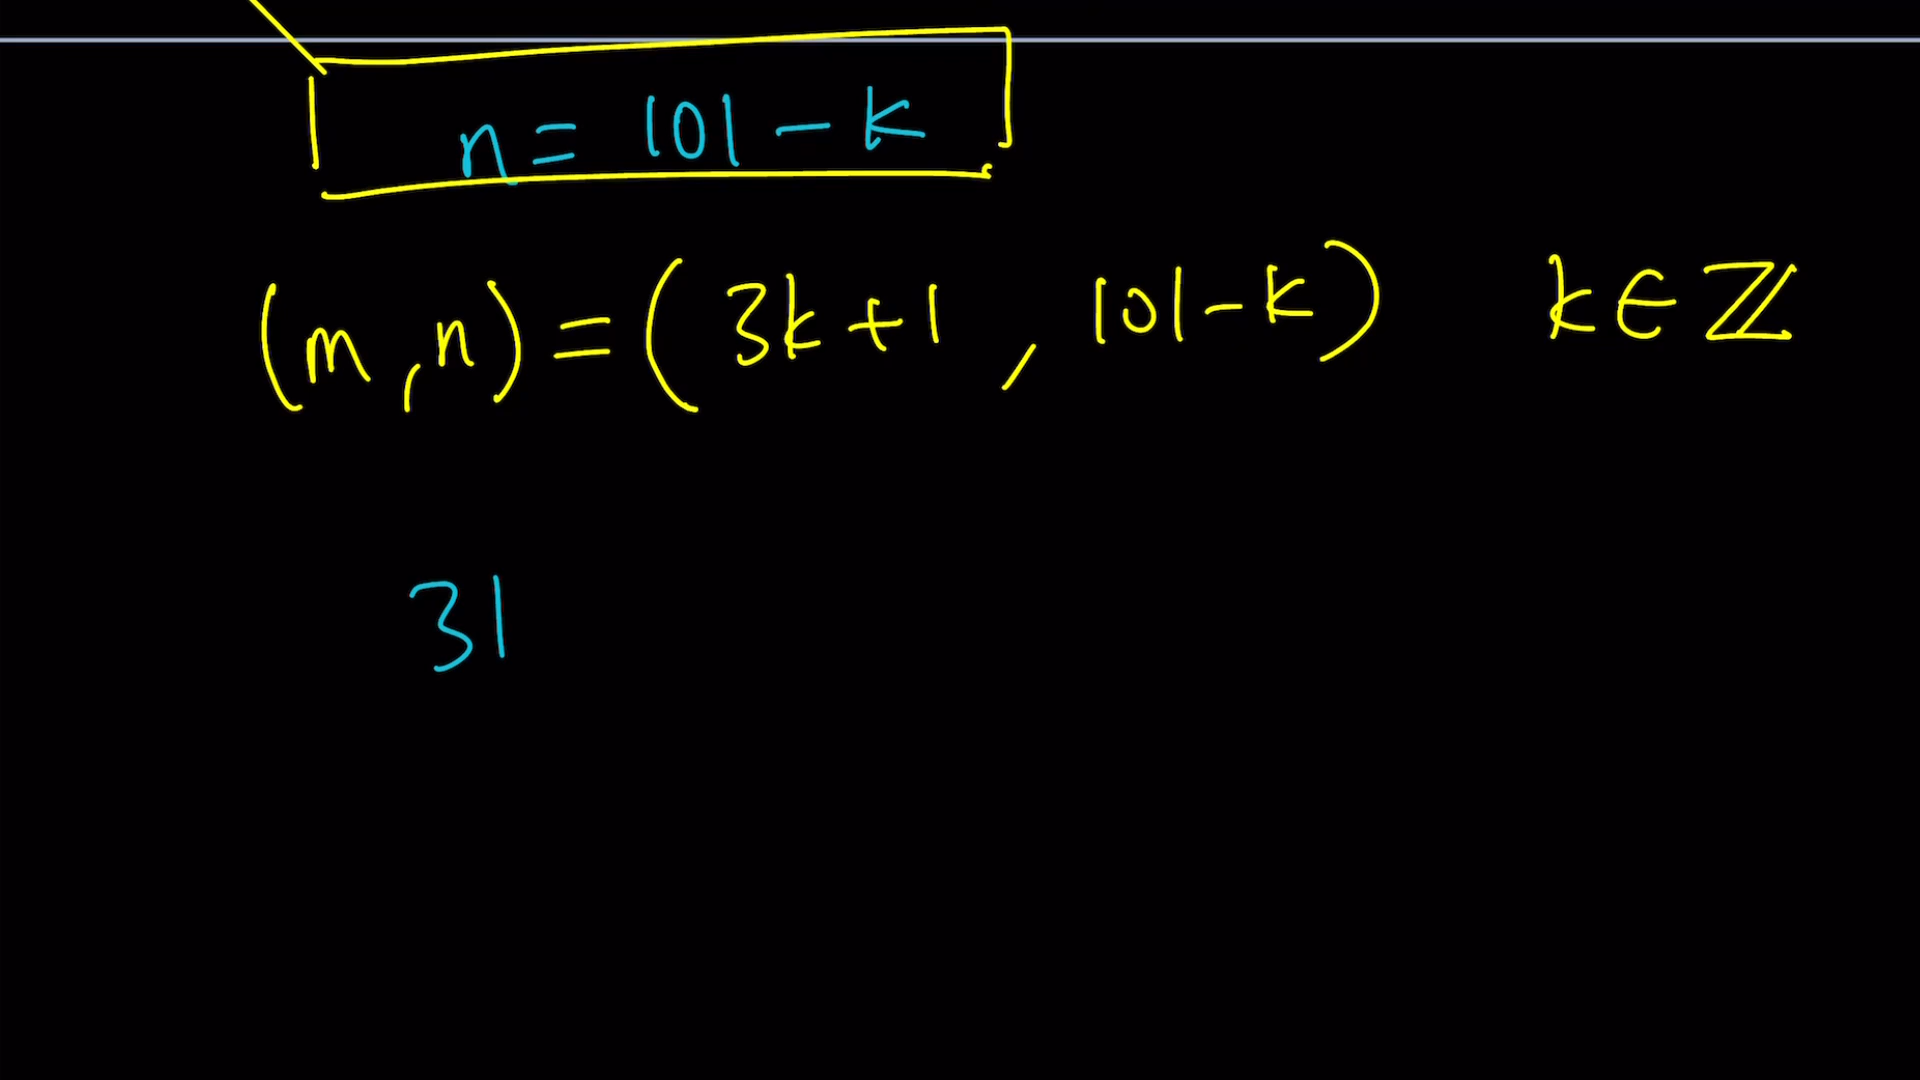 n = 101 - k
(m, n) = (3k + 1, 101 - k) k ∈ ℤ
31